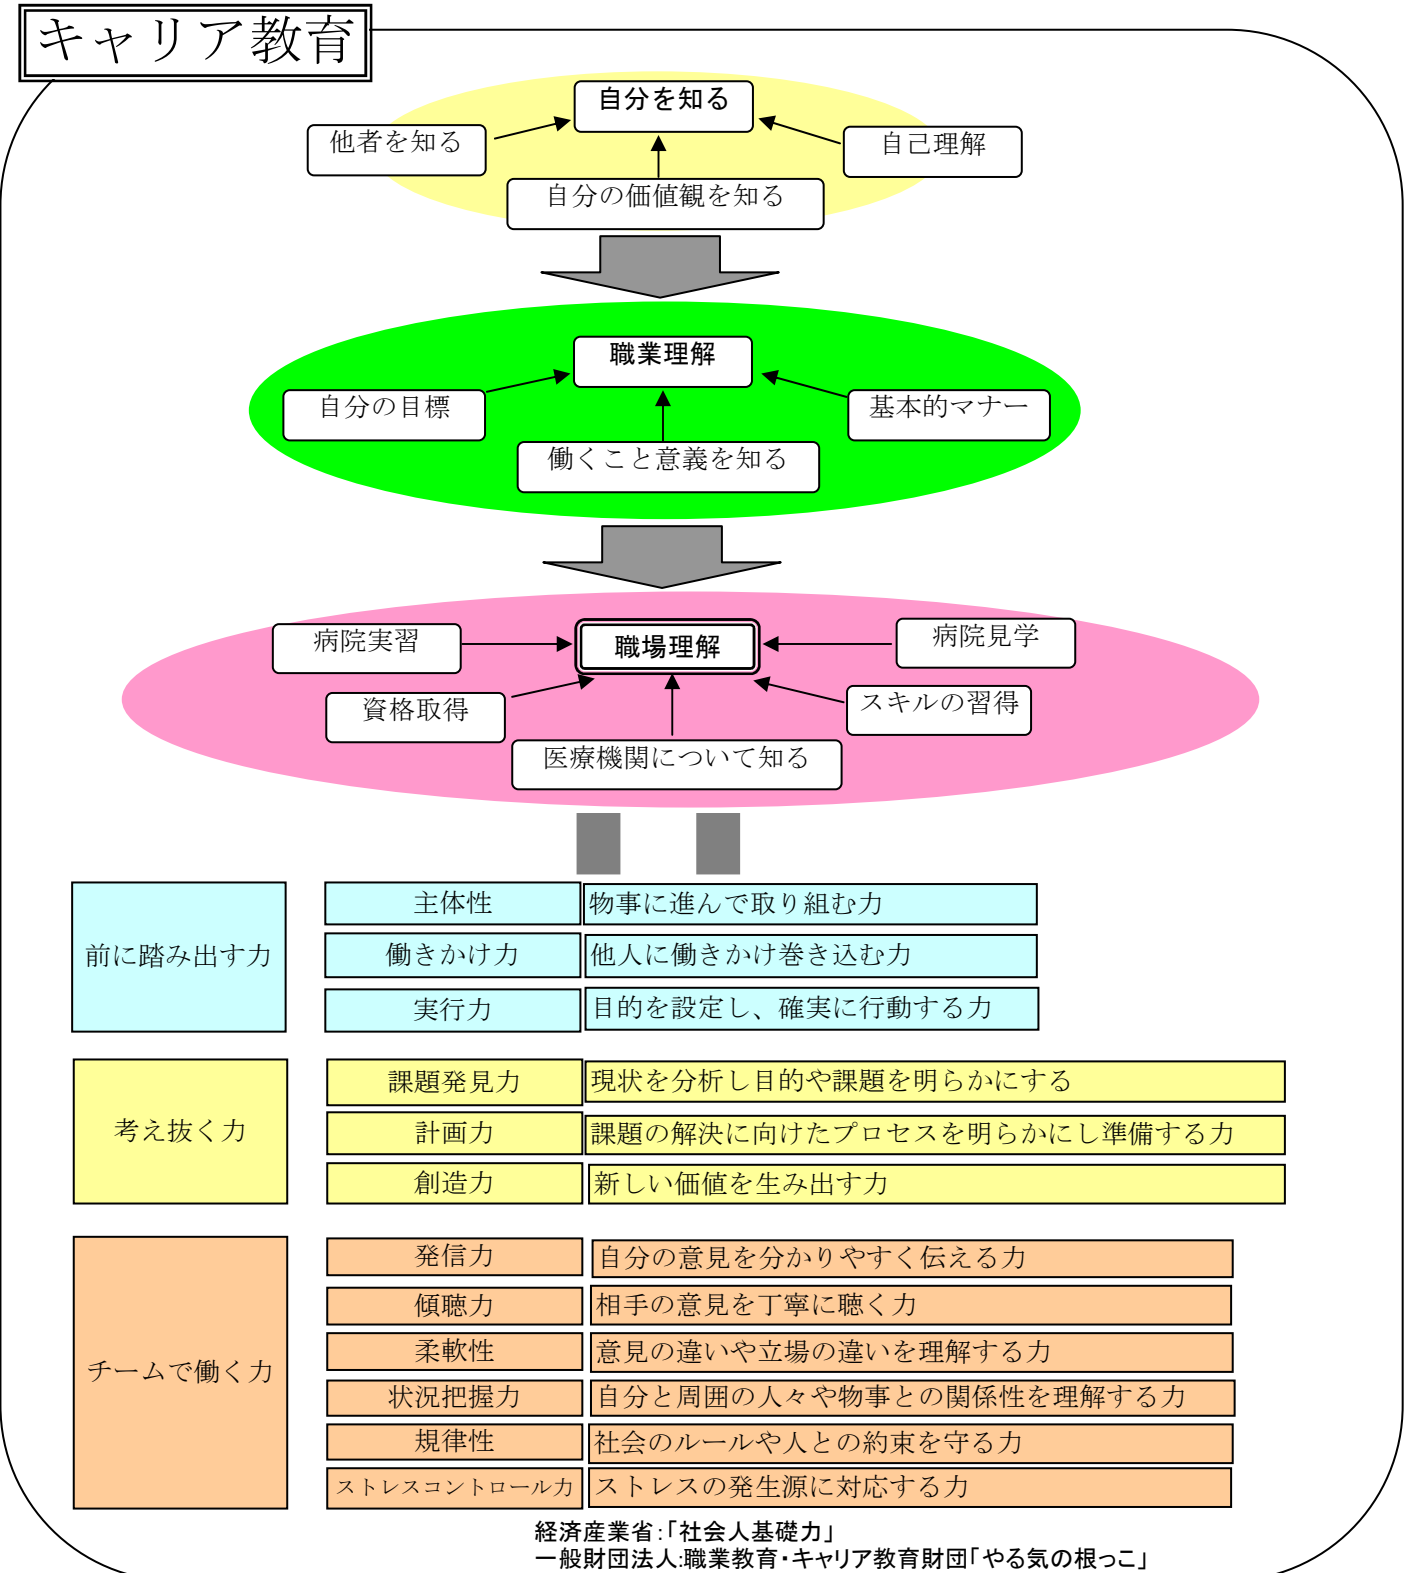 キャリア教育
自分を知る
他者を知る
自己理解
自分の価値観を知る
職業理解
自分の目標
基本的マナー
働くこと意義を知る
病院実習
職場理解
病院見学
資格取得
スキルの習得
医療機関について知る
前に踏み出す力
主体性
物事に進んで取り組む力
働きかけ力
他人に働きかけ巻き込む力
実行力
目的を設定し、確実に行動する力
考え抜く力
課題発見力
現状を分析し目的や課題を明らかにする
計画力
課題の解決に向けたプロセスを明らかにし準備する力
創造力
新しい価値を生み出す力
チームで働く力
発信力
自分の意見を分かりやすく伝える力
傾聴力
相手の意見を丁寧に聴く力
柔軟性
意見の違いや立場の違いを理解する力
状況把握力
自分と周囲の人々や物事との関係性を理解する力
規律性
社会のルールや人との約束を守る力
ストレスコントロール力
ストレスの発生源に対応する力
経済産業省:「社会人基礎力」
一般財団法人:職業教育・キャリア教育財団「やる気の根っこ」